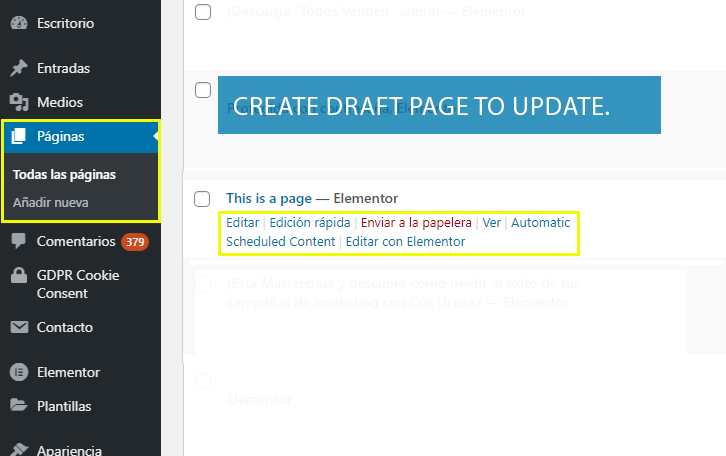 Escritorio
Entradas
Medios
Páginas
Todas las páginas
Añadir nueva
Comentarios 379
GDPR Cookie
Consent
Contacto
Elementor
Plantillas
Apariencia
¡Descarga "Todos Venden" ahora! — Elementor
CREATE DRAFT PAGE TO UPDATE.
This is a page — Elementor
Editar | Edición rápida | Enviar a la papelera | Ver | Automatic
Scheduled Content | Editar con Elementor
¡Esta Masterclass y descubre como medir el éxito de tus
campañas de marketing con Cris Urzúa.! — Elementor
Elementor